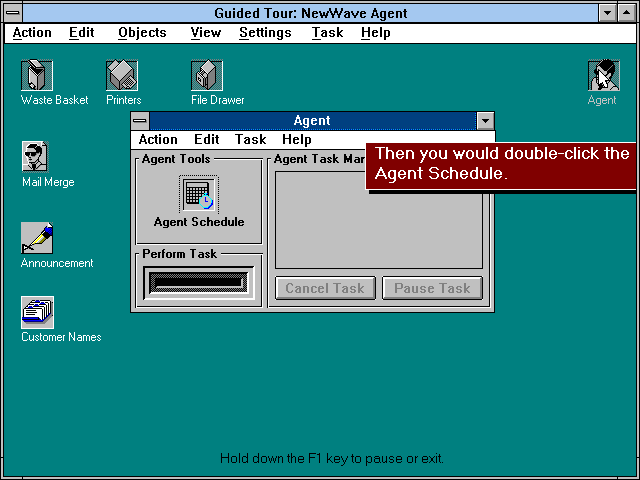 Guided Tour: NewWave Agent
Action Edit Objects View Settings Task Help
Waste Basket Printers File Drawer Agent
Agent
Action Edit Task Help
Agent Tools Agent Task Mar
Then you would double-click the
Agent Schedule.
Mail Merge
Agent Schedule
Perform Task
Announcement
Cancel Task Pause Task
Customer Names
Hold down the F1 key to pause or exit.